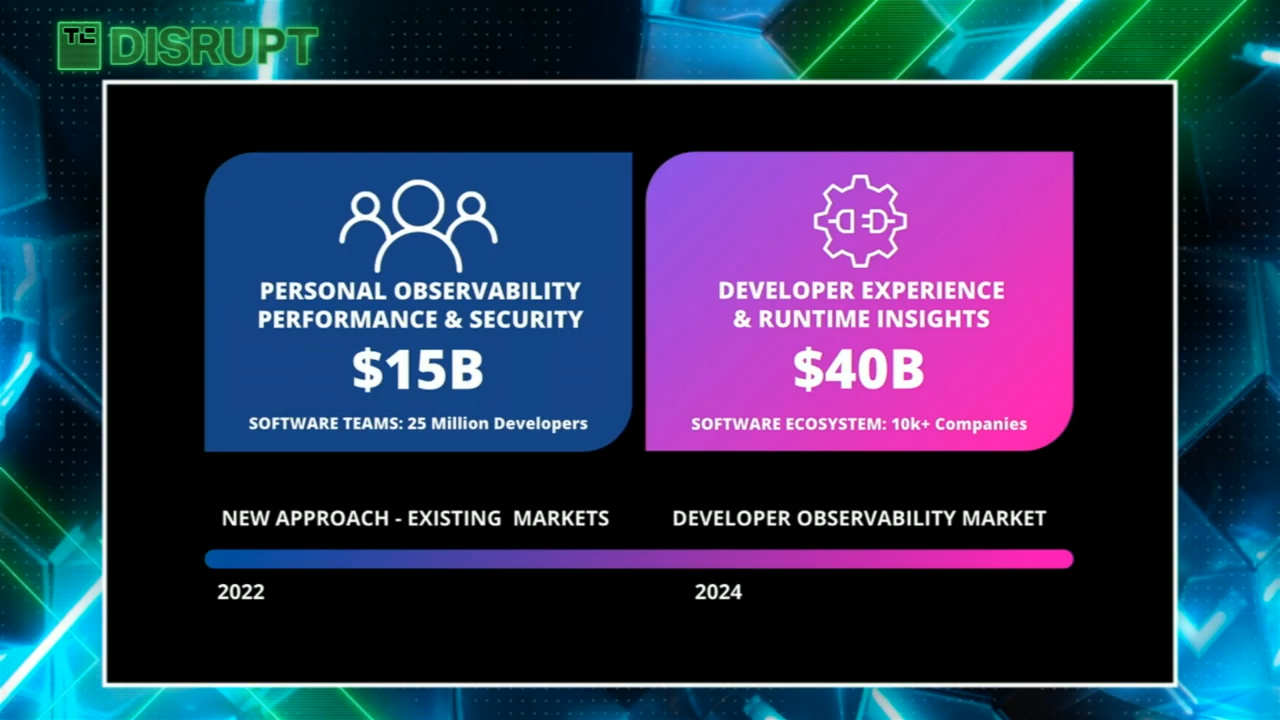 TC DISRUPT
PERSONAL OBSERVABILITY
PERFORMANCE & SECURITY
$15B
SOFTWARE TEAMS: 25 Million Developers
DEVELOPER EXPERIENCE
& RUNTIME INSIGHTS
$40B
SOFTWARE ECOSYSTEM: 10k+ Companies
NEW APPROACH - EXISTING MARKETS
DEVELOPER OBSERVABILITY MARKET
2022
2024